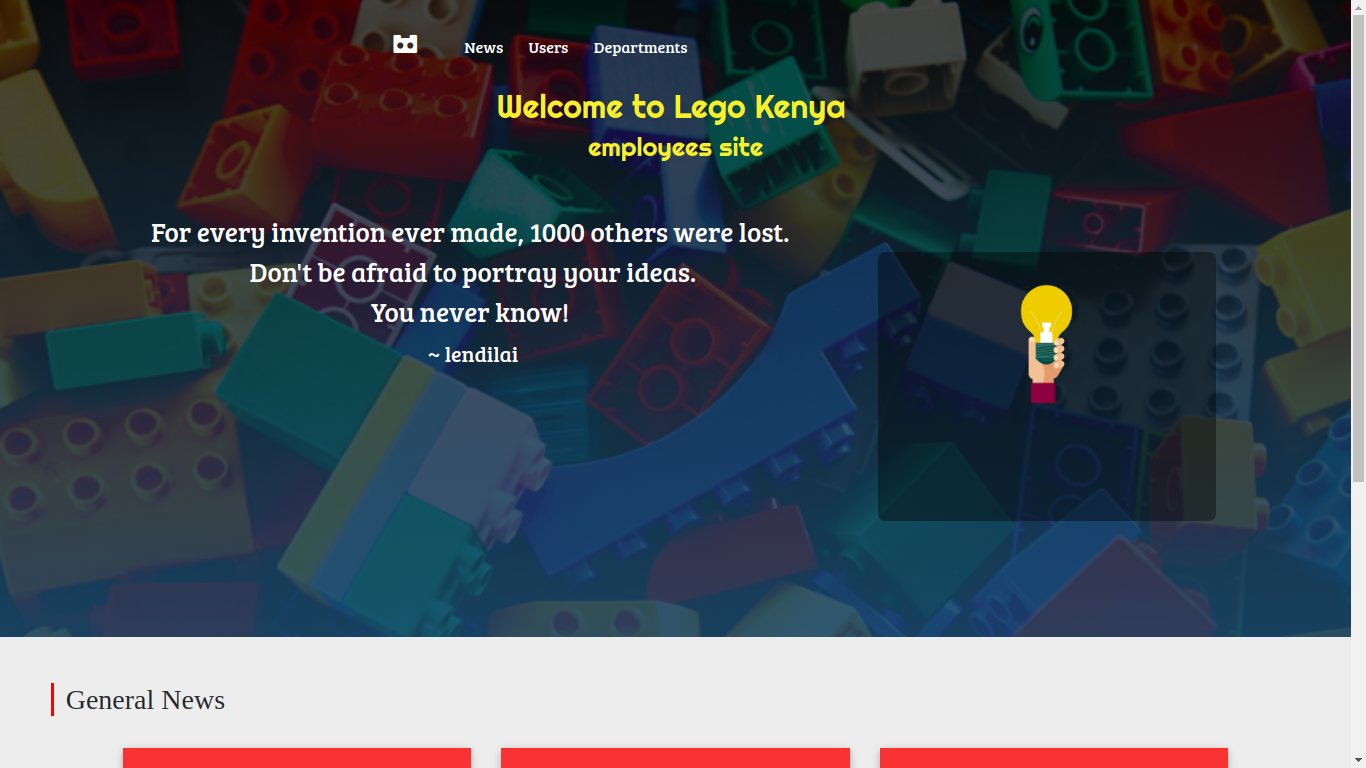 News Users Departments
Welcome to Lego Kenya
employees site
For every invention ever made, 1000 others were lost.
Don't be afraid to portray your ideas.
You never know!
~ lendilai
General News